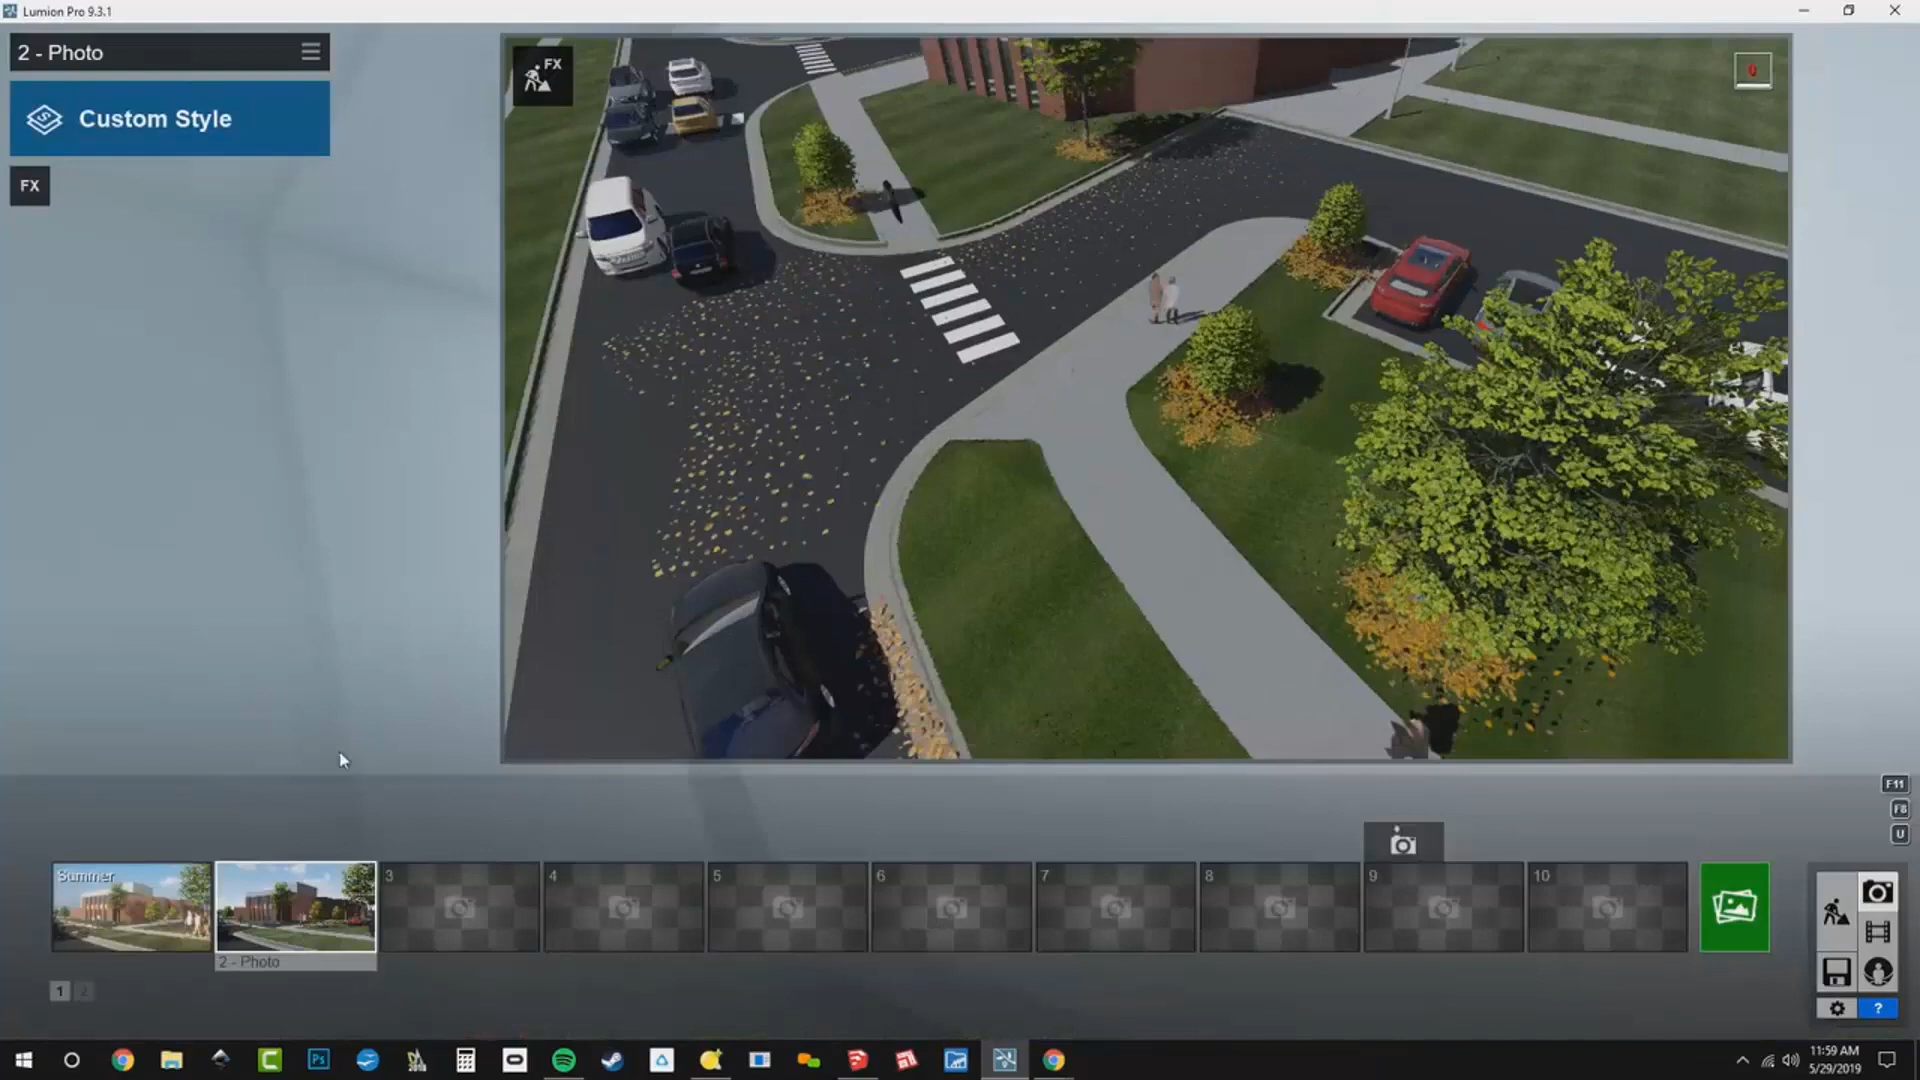 Lumion Pro 9.3.1
2 - Photo
Custom Style
FX
FX
U
F11
F8
U
Summer
3
4
5
6
7
8
9
10
2 - Photo
1
2
?
Ps
11:59 AM
5/29/2019